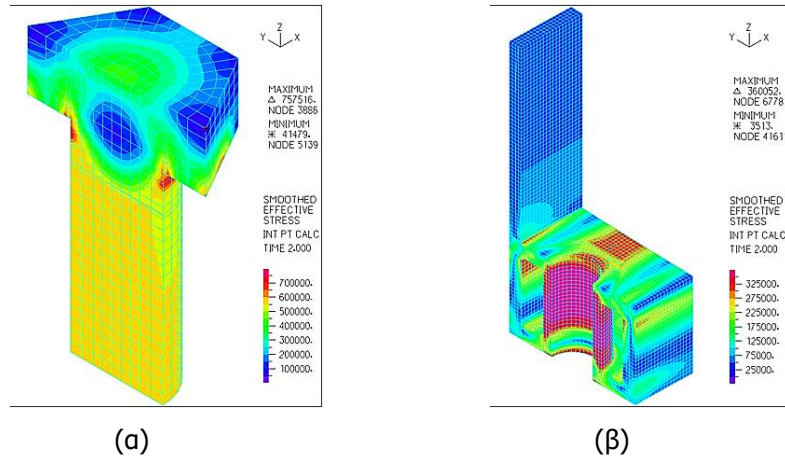 Z
Y X
MAXIMUM
Δ 757516.
NODE 3886
MINIMUM
✳ 41479.
NODE 5139
SMOOTHED
EFFECTIVE
STRESS
INT PT CALC
TIME 2.000
700000.
600000.
500000.
400000.
300000.
200000.
100000.
(α)
Z
Y X
MAXIMUM
Δ 360052.
NODE 6778
MINIMUM
✳ 3513.
NODE 4161
SMOOTHED
EFFECTIVE
STRESS
INT PT CALC
TIME 2.000
325000.
275000.
225000.
175000.
125000.
75000.
25000.
(β)